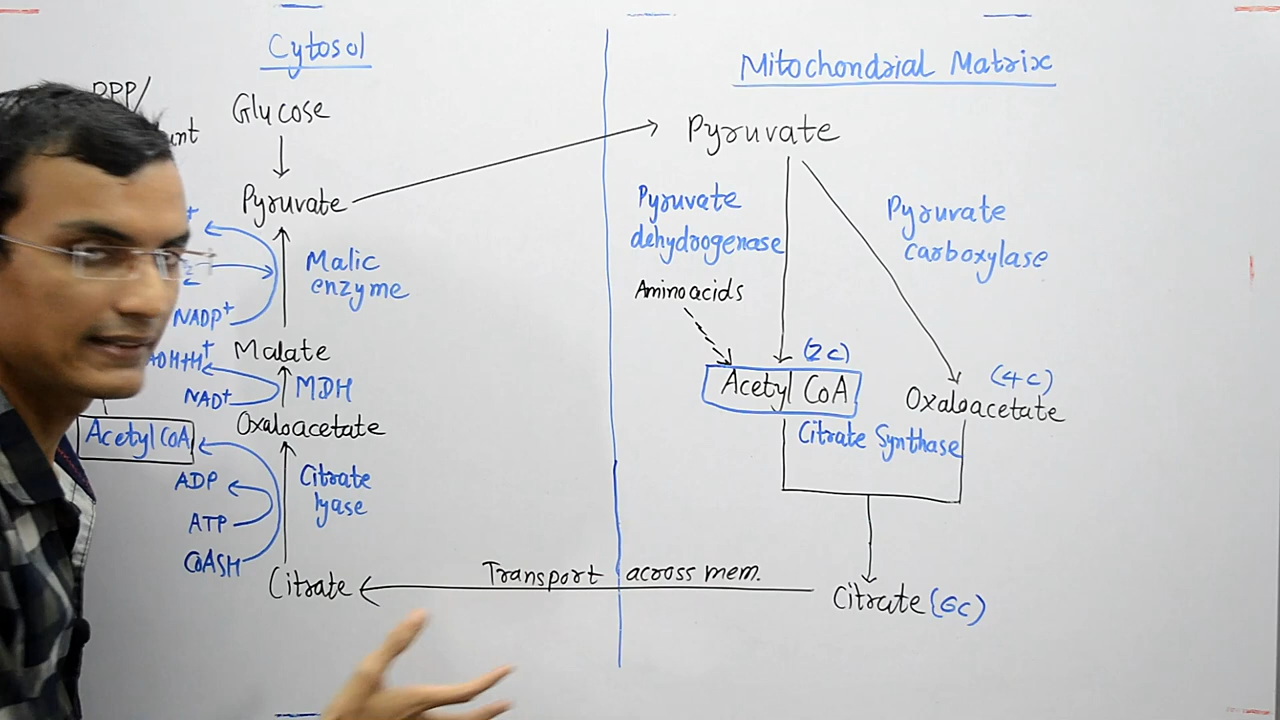 Cytosol
Mitochondrial Matrix
PPP/
Glucose
Pyruvate
Pyruvate
Pyruvate
dehydrogenase
Pyruvate
carboxylase
Malic
enzyme
NADP+
Aminoacids
Malate
MDH
NAD+
(2c)
Acetyl CoA
(4c)
Oxaloacetate
Citrate Synthase
Acetyl CoA
Oxaloacetate
Citrate
lyase
ADP
ATP
CoASH
Citrate
Transport across mem.
Citrate (6c)